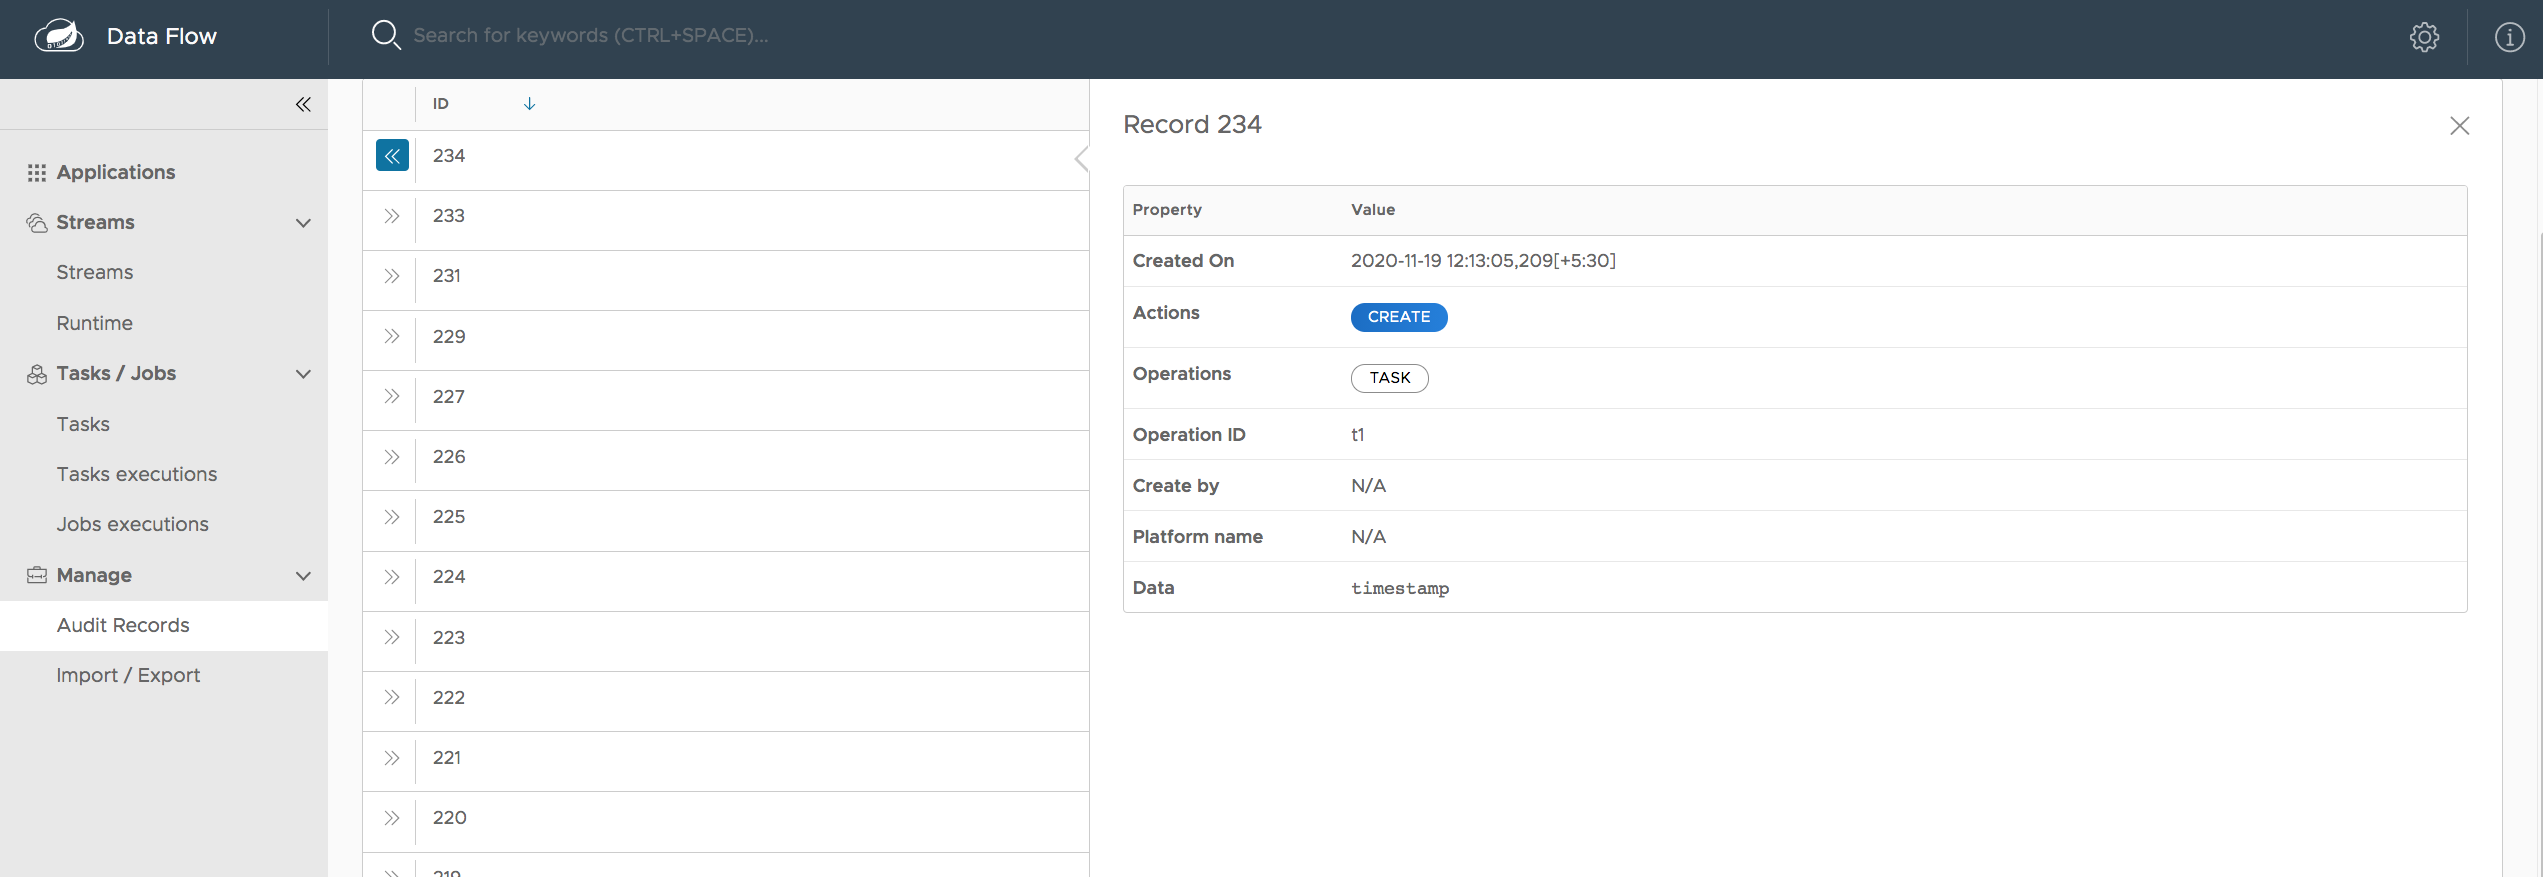 Data Flow
Search for keywords (CTRL+SPACE)...
Applications
Streams
Streams
Runtime
Tasks / Jobs
Tasks
Tasks executions
Jobs executions
Manage
Audit Records
Import / Export
ID
234
233
231
229
227
226
225
224
223
222
221
220
219
Record 234
Property Value
Created On 2020-11-19 12:13:05,209[+5:30]
Actions CREATE
Operations TASK
Operation ID t1
Create by N/A
Platform name N/A
Data timestamp